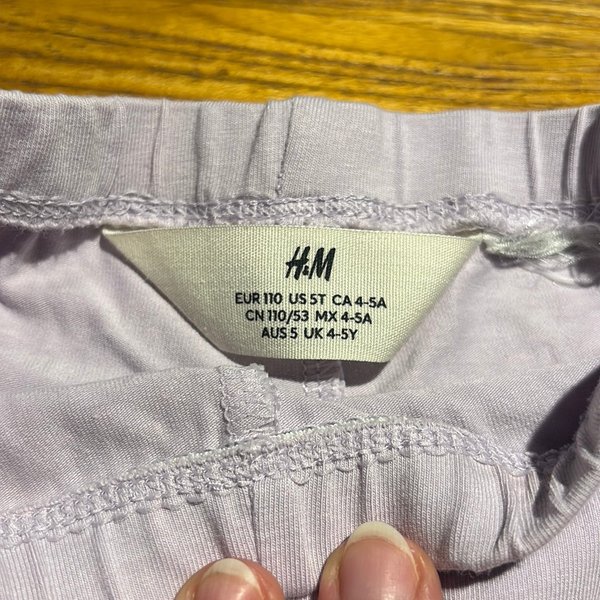 H&M
EUR 110 US 5T CA 4-5A
CN 110/53 MX 4-5A
AUS 5 UK 4-5Y